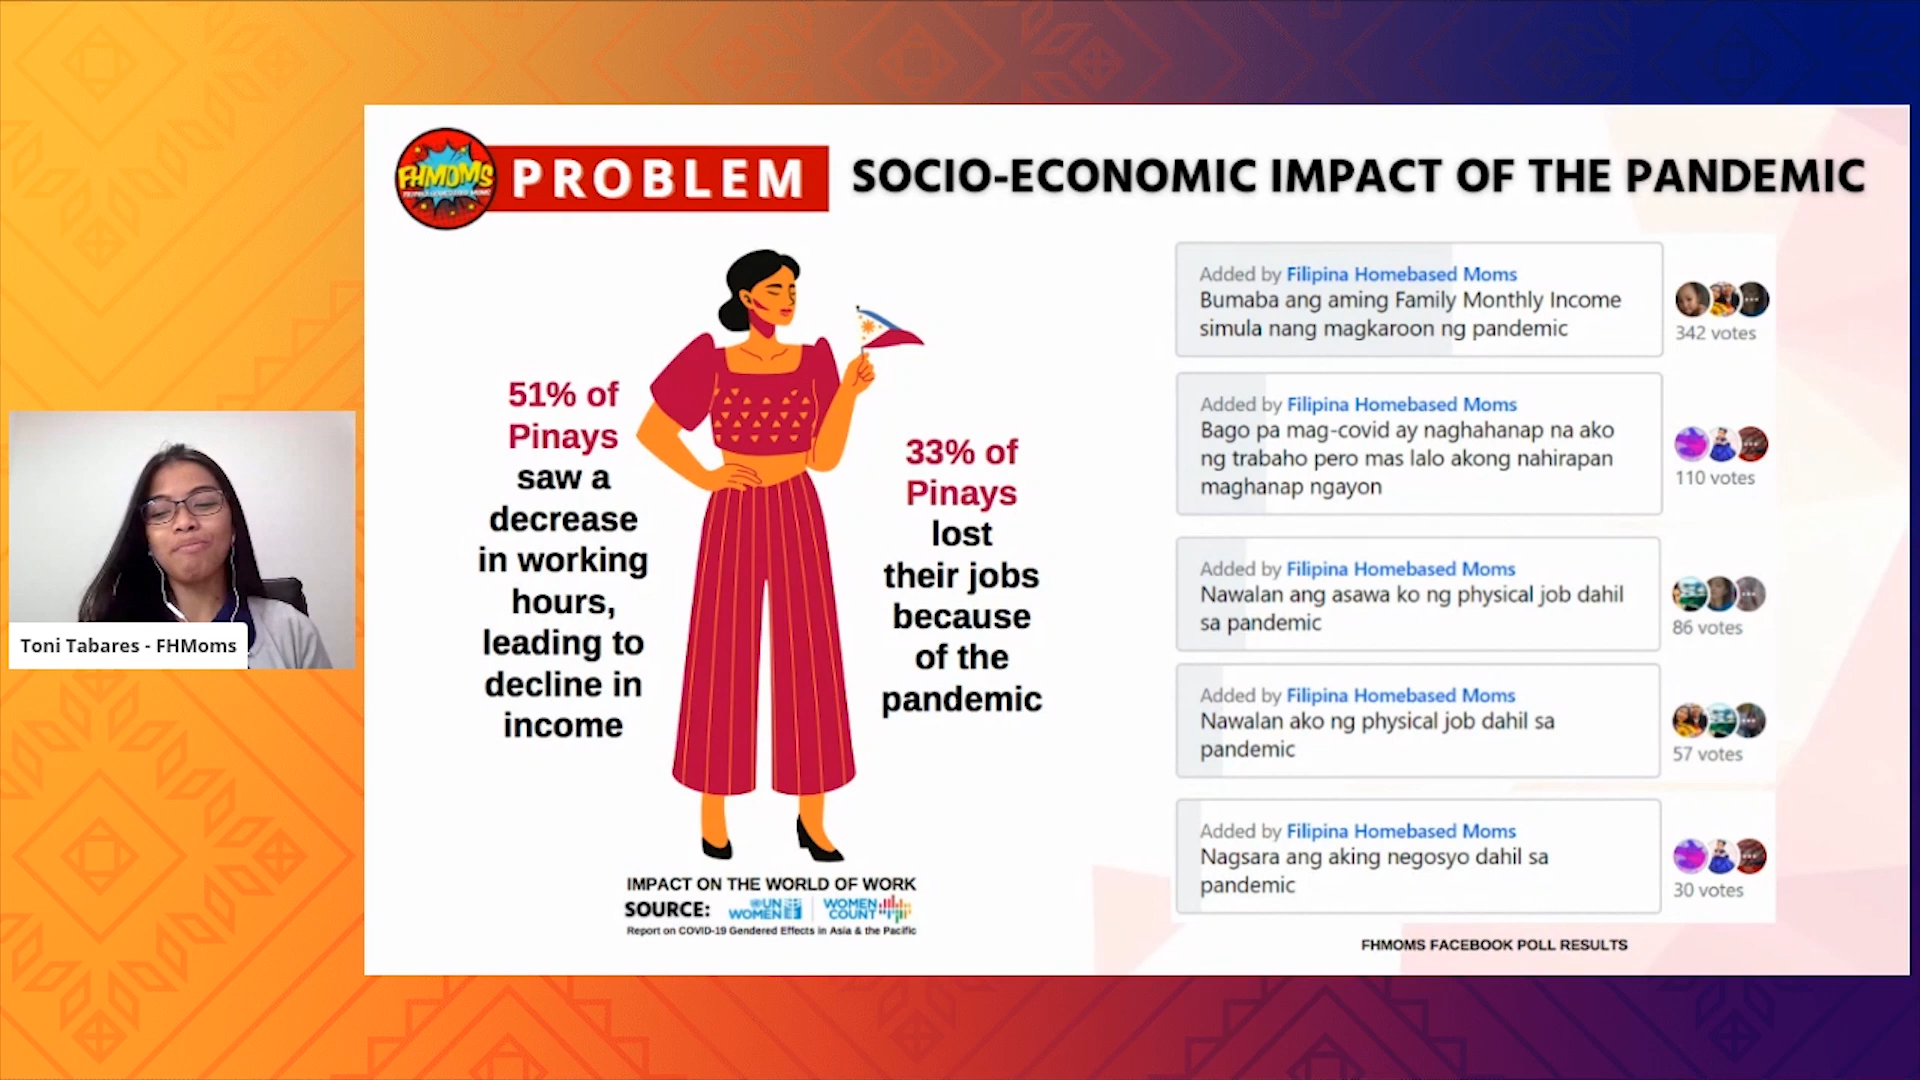 FHMOMS
PROBLEM
SOCIO-ECONOMIC IMPACT OF THE PANDEMIC
51% of
Pinays
saw a
decrease
in working
hours,
leading to
decline in
income
33% of
Pinays
lost
their jobs
because
of the
pandemic
IMPACT ON THE WORLD OF WORK
SOURCE:
UN
WOMEN
WOMEN
COUNT
Report on COVID-19 Gendered Effects in Asia & the Pacific
Added by Filipina Homebased Moms
Bumaba ang aming Family Monthly Income
simula nang magkaroon ng pandemic
342 votes
Added by Filipina Homebased Moms
Bago pa mag-covid ay naghahanap na ako
ng trabaho pero mas lalo akong nahirapan
maghanap ngayon
110 votes
Added by Filipina Homebased Moms
Nawalan ang asawa ko ng physical job dahil
sa pandemic
86 votes
Added by Filipina Homebased Moms
Nawalan ako ng physical job dahil sa
pandemic
57 votes
Added by Filipina Homebased Moms
Nagsara ang aking negosyo dahil sa
pandemic
30 votes
FHMOMS FACEBOOK POLL RESULTS
Toni Tabares - FHMoms